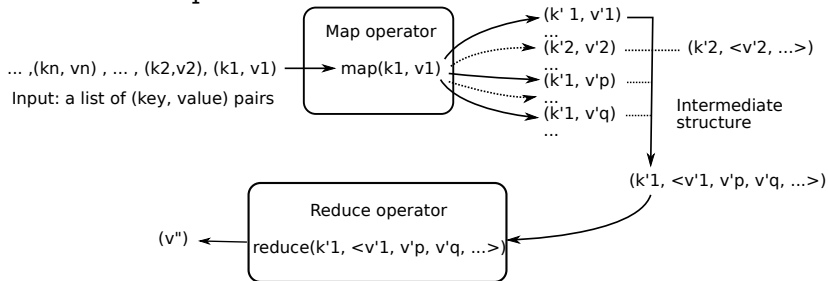 Map operator
... ,(kn, vn) , ... , (k2,v2), (k1, v1)
map(k1, v1)
Input: a list of (key, value) pairs
(k' 1, v'1)
...
(k'2, v'2)
(k'2, <v'2, ...>)
...
(k'1, v'p)
...
(k'1, v'q)
...
Intermediate
structure
(k'1, <v'1, v'p, v'q, ...>)
Reduce operator
reduce(k'1, <v'1, v'p, v'q, ...>)
(v")